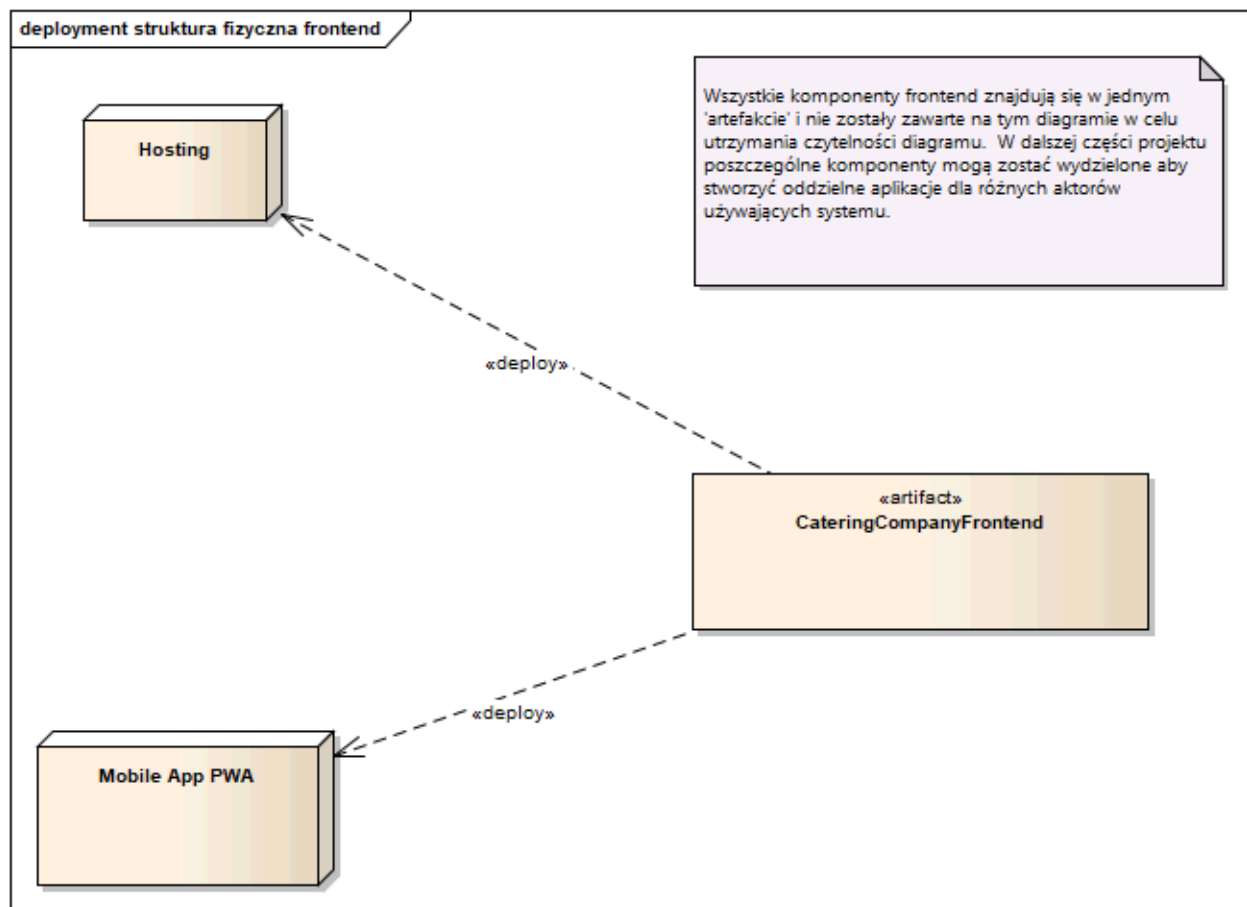 deployment struktura fizyczna frontend
Hosting
Wszystkie komponenty frontend znajdują się w jednym
'artefakcie' i nie zostały zawarte na tym diagramie w celu
utrzymania czytelności diagramu.  W dalszej części projektu
poszczególne komponenty mogą zostać wydzielone aby
stworzyć oddzielne aplikacje dla różnych aktorów
używających systemu.
«deploy»
«artifact»
CateringCompanyFrontend
«deploy»
Mobile App PWA